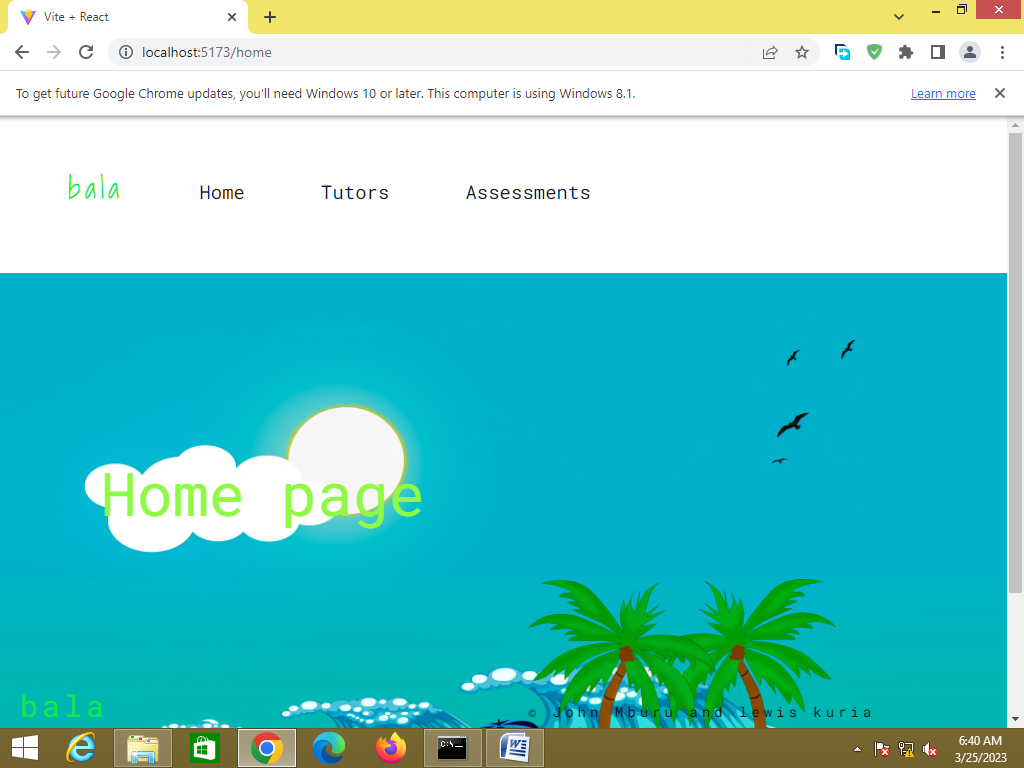 Vite + React
localhost:5173/home
To get future Google Chrome updates, you'll need Windows 10 or later. This computer is using Windows 8.1.
Learn more
bala
Home
Tutors
Assessments
Home page
bala
© John Mburu and lewis kuria
C:\_
6:40 AM
3/25/2023